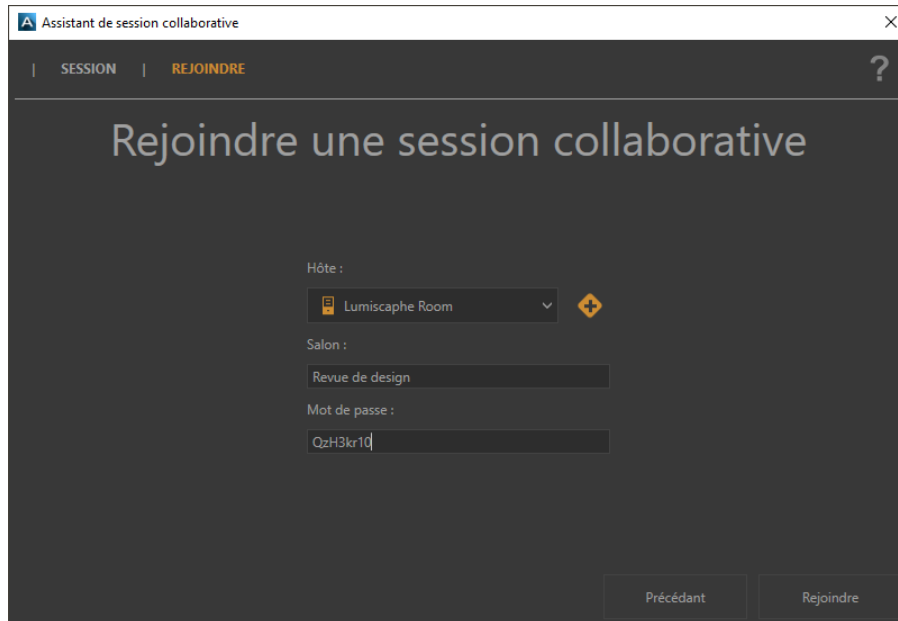 Assistant de session collaborative
| SESSION | REJOINDRE ?
Rejoindre une session collaborative
Hôte :
Lumiscaphe Room
Salon :
Revue de design
Mot de passe :
QzH3kr10
Précédant Rejoindre